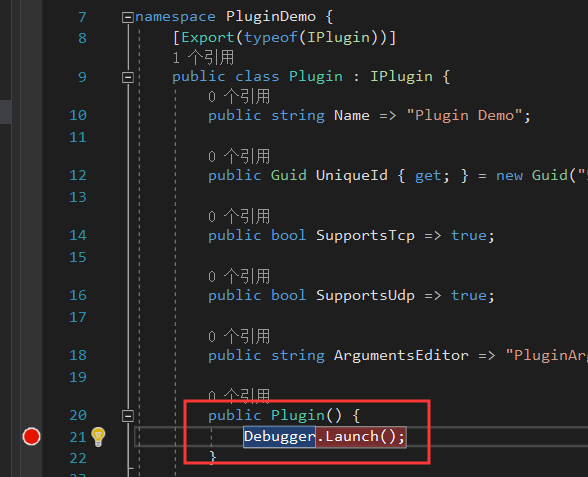 7 namespace PluginDemo {
8 [Export(typeof(IPlugin))]
1 个引用
9 public class Plugin : IPlugin {
0 个引用
10 public string Name => "Plugin Demo";
11
0 个引用
12 public Guid UniqueId { get; } = new Guid("
13
0 个引用
14 public bool SupportsTcp => true;
15
0 个引用
16 public bool SupportsUdp => true;
17
0 个引用
18 public string ArgumentsEditor => "PluginAr
19
0 个引用
20 public Plugin() {
21 Debugger.Launch();
22 }